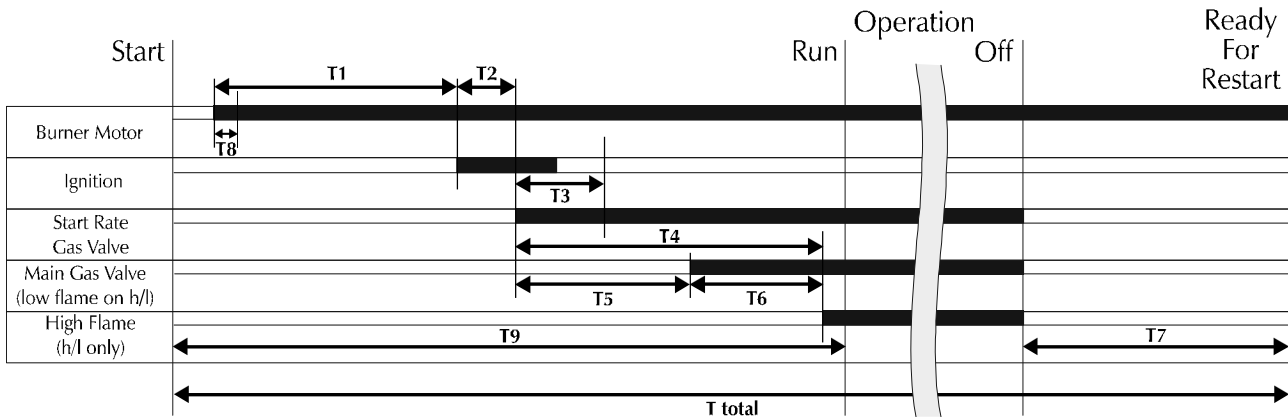 Operation
Ready
For
Restart
Start
Run
Off
T1
T2
Burner Motor
T8
Ignition
T3
Start Rate
Gas Valve
T4
Main Gas Valve
(low flame on h/l)
T5
T6
High Flame
(h/l only)
T9
T7
T total